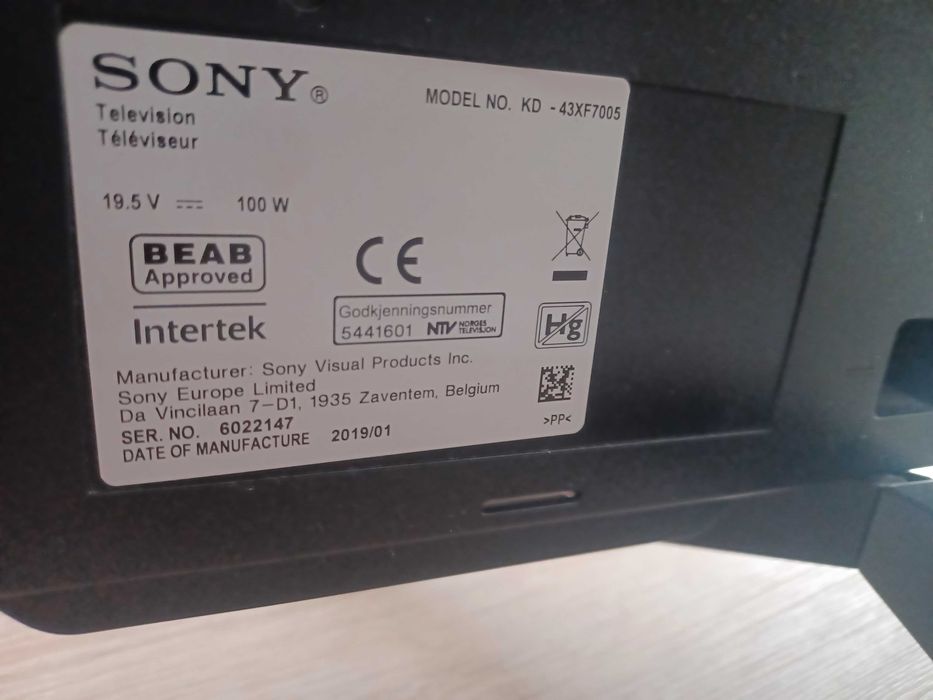 SONY®
Television
Téléviseur
MODEL NO. KD - 43XF7005
19.5 V 100 W
BEAB
Approved
CE
Intertek
Godkjenningsnummer
5441601 NTV NORGES
TELEVISJON
Hg
Manufacturer: Sony Visual Products Inc.
Sony Europe Limited
Da Vincilaan 7-D1, 1935 Zaventem, Belgium
SER. NO. 6022147
DATE OF MANUFACTURE 2019/01
>PP<